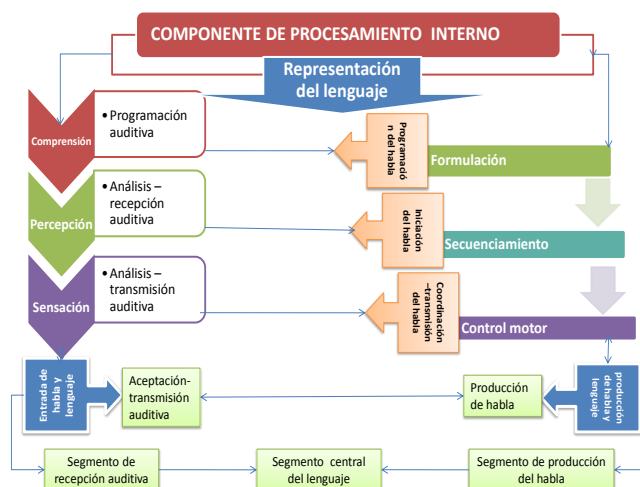 COMPONENTE DE PROCESAMIENTO INTERNO
Representación
del lenguaje
Comprensión
• Programación
auditiva
Programació
n del habla
Formulación
Percepción
• Análisis –
recepción
auditiva
Iniciación
del habla
Secuenciamiento
Sensación
• Análisis –
transmisión
auditiva
Coordinación
–transmisión
del habla
Control motor
Entrada de
habla y
lenguaje
Aceptación-
transmisión
auditiva
Producción
de habla
producción
de habla y
lenguaje
Segmento de
recepción auditiva
Segmento central
del lenguaje
Segmento de producción
del habla